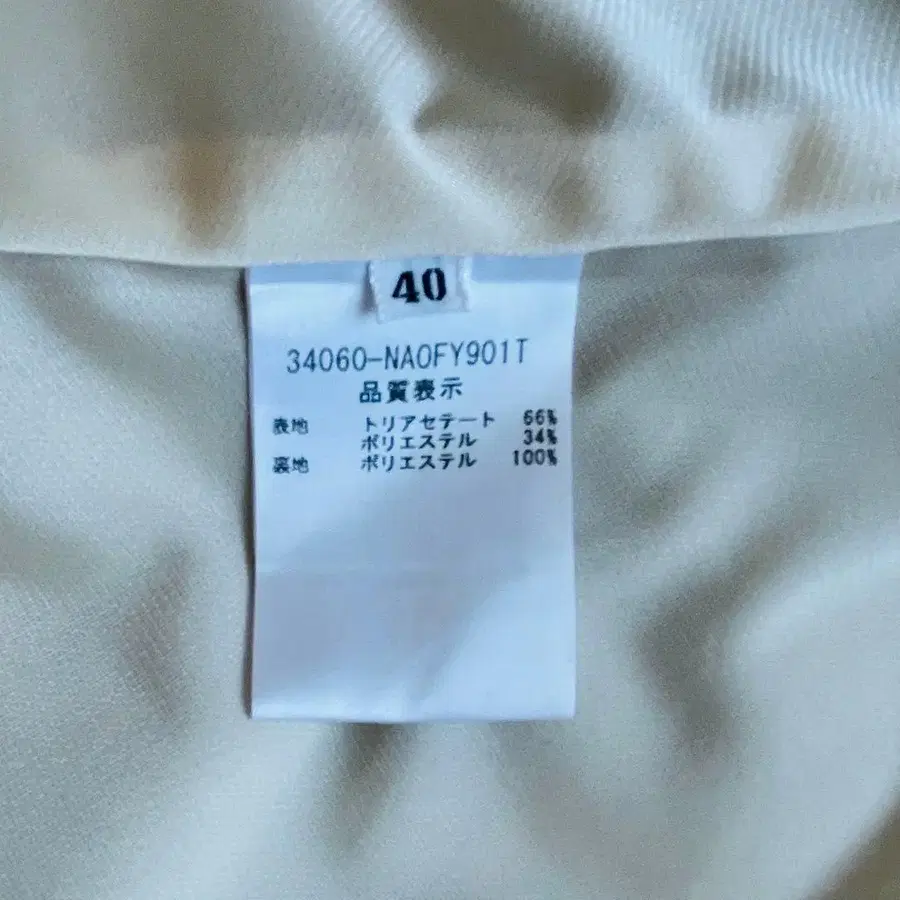 40
34060-NAOFY901T
品質表示
表地 トリアセテート 66%
ポリエステル 34%
裏地 ポリエステル 100%